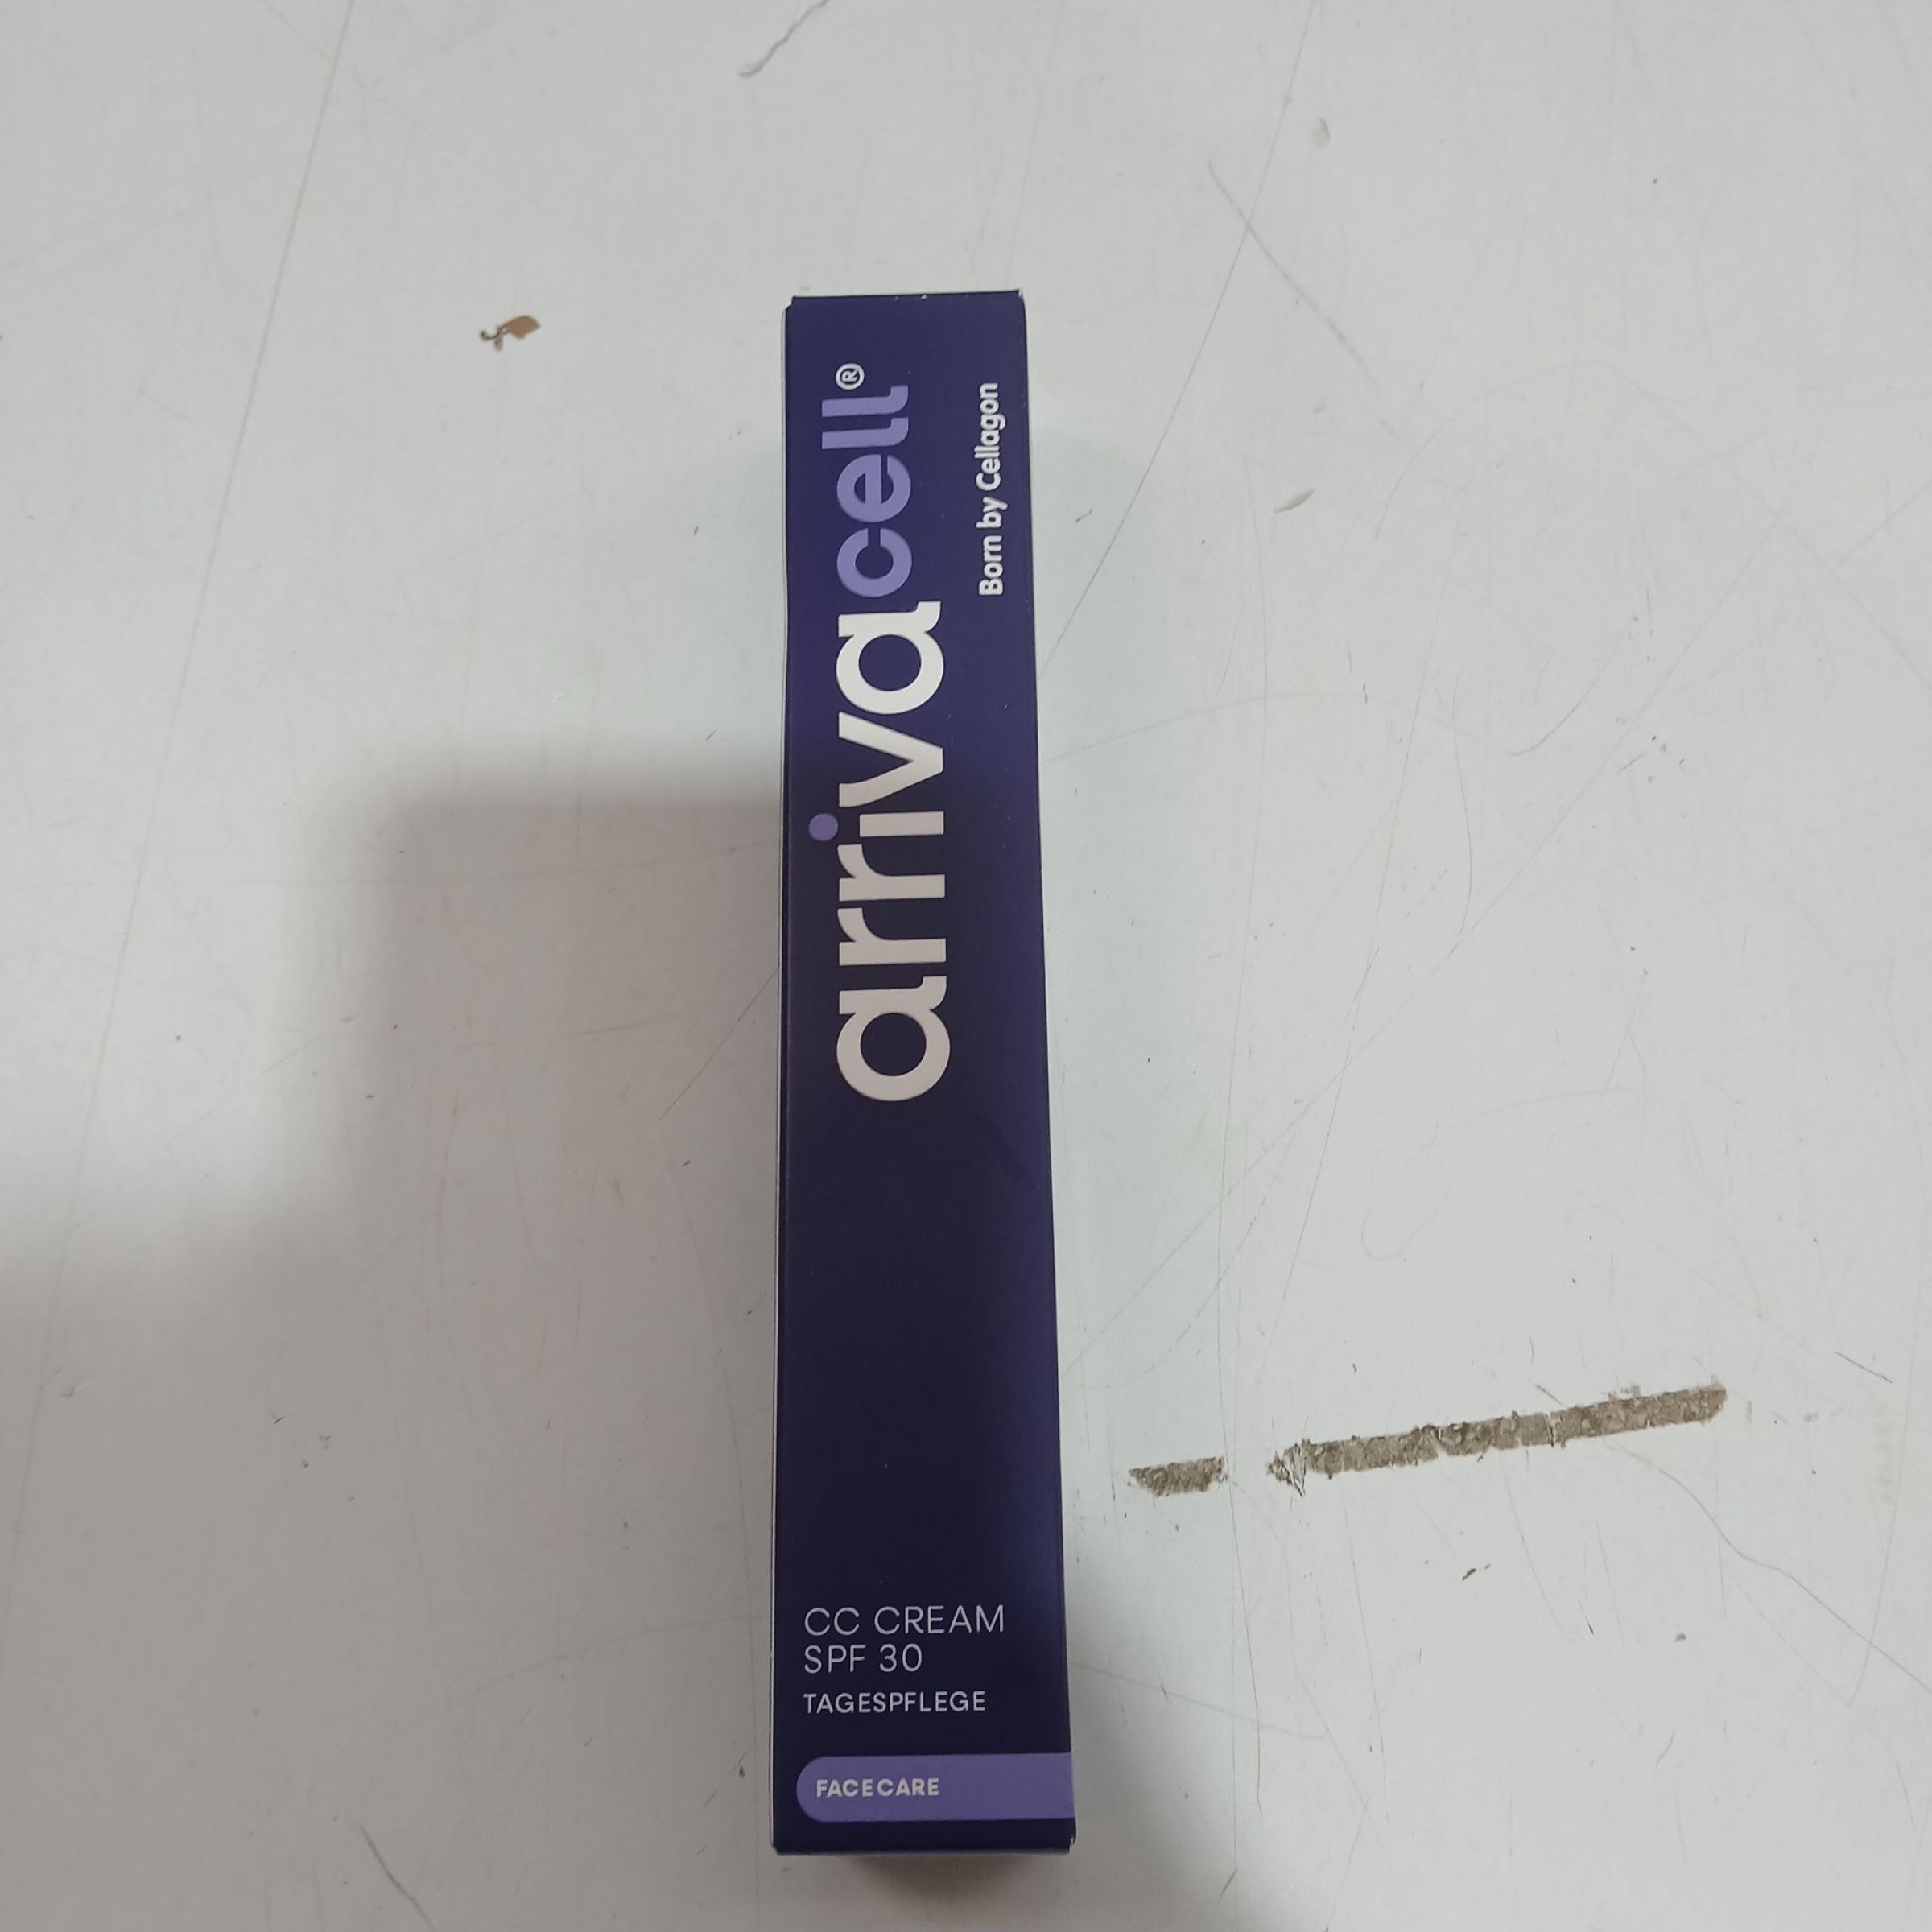 arrivacell®
Born by Cellagon
CC CREAM
SPF 30
TAGESPFLEGE
FACECARE